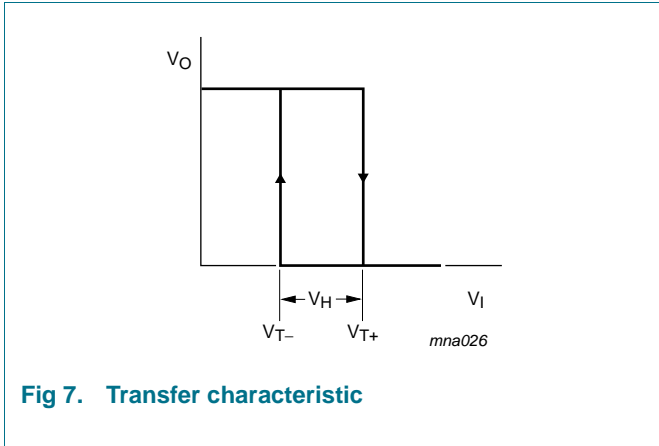 VO
VH
VI
VT−
VT+
mna026
Fig 7. Transfer characteristic